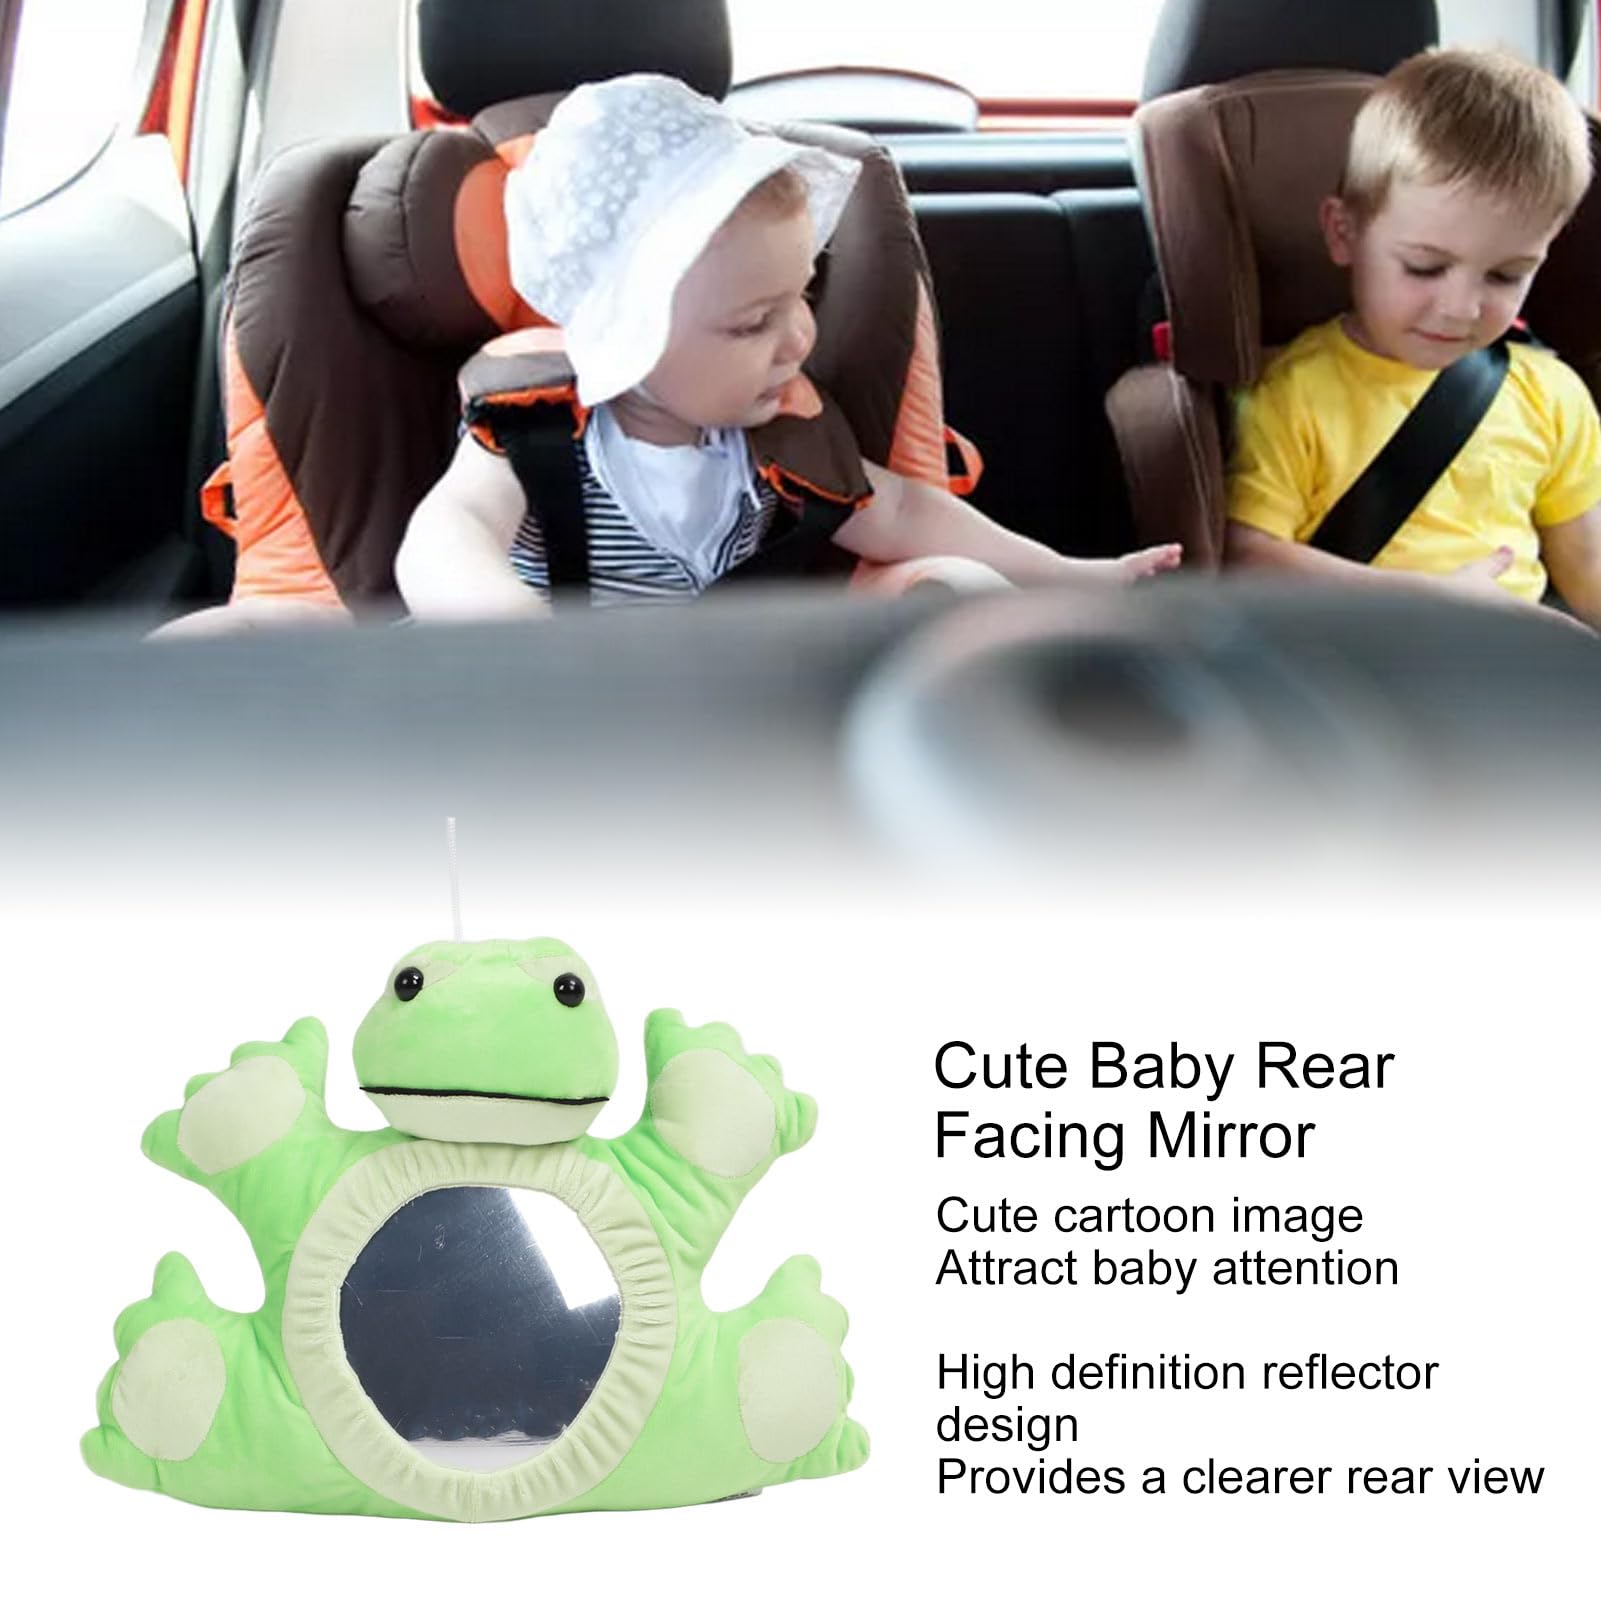 Cute Baby Rear
Facing Mirror
Cute cartoon image
Attract baby attention
High definition reflector
design
Provides a clearer rear view